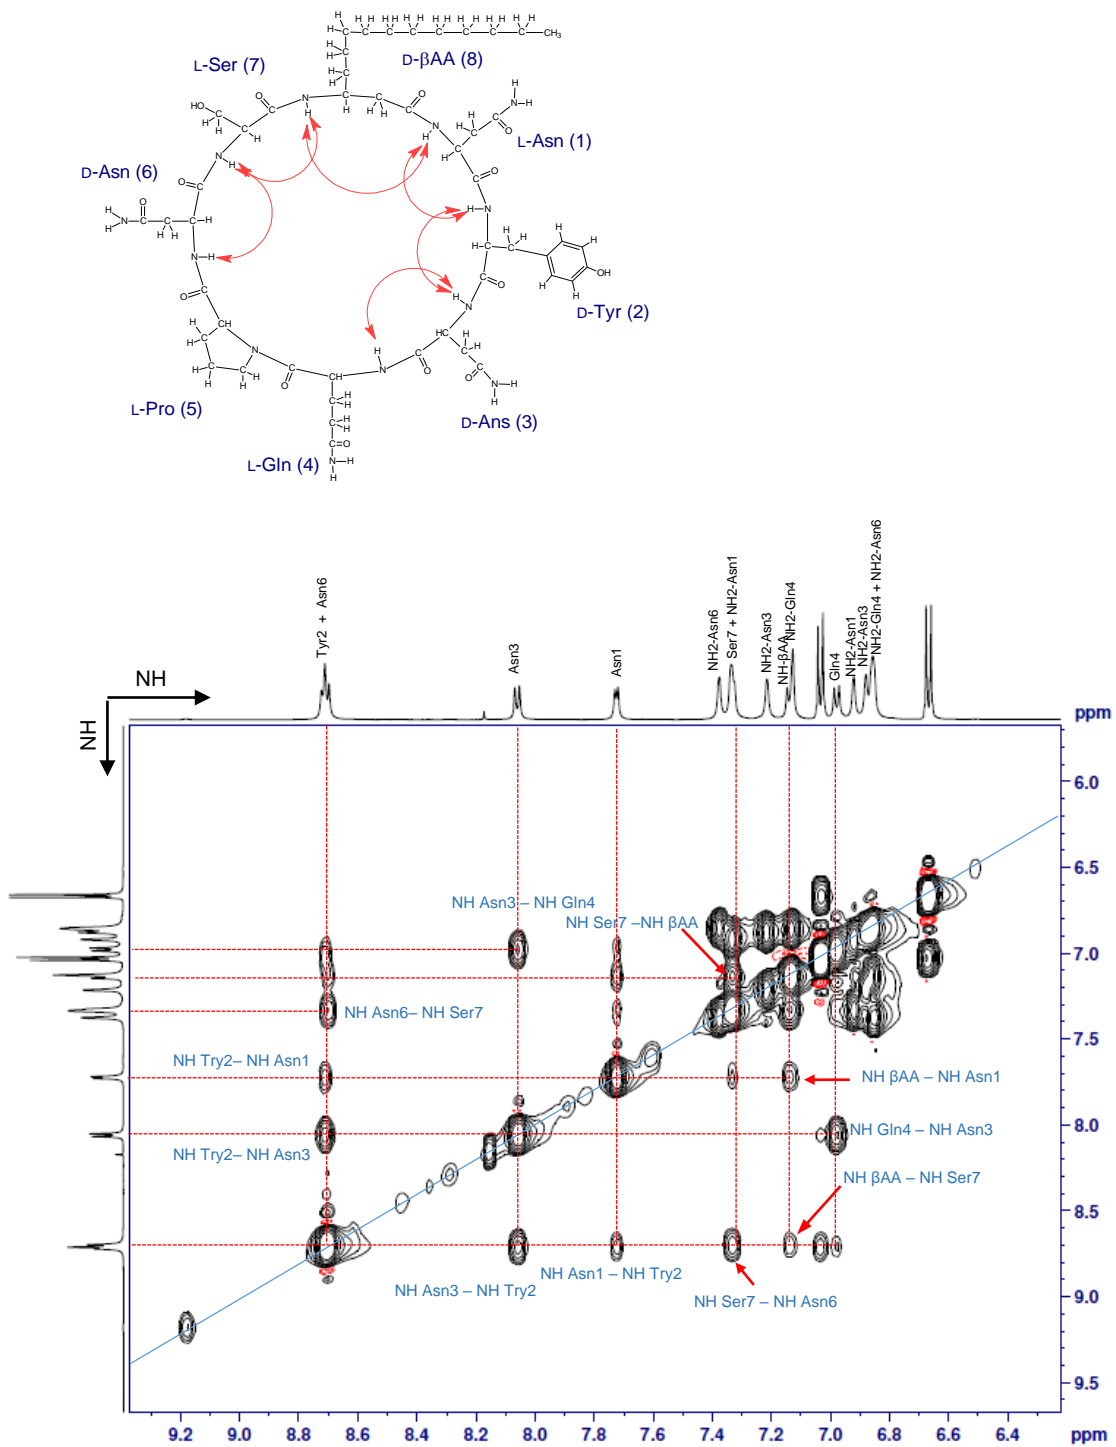 D-βAA (8)
L-Ser (7)
L-Asn (1)
D-Asn (6)
D-Tyr (2)
L-Pro (5)
D-Ans (3)
L-Gln (4)
CH₃
HO
OH
NH
NH
Tyr2 + Asn6
Asn3
Asn1
NH2-Asn6
Ser7 + NH2-Asn1
NH2-Asn3
NH-βAA
NH2-Gln4
Gln4
NH2-Asn1
NH2-Asn3
NH2-Gln4 + NH2-Asn6
ppm
6.0
6.5
7.0
7.5
8.0
8.5
9.0
9.5
NH Asn3 – NH Gln4
NH Ser7 –NH βAA
NH Asn6– NH Ser7
NH Try2– NH Asn1
NH βAA – NH Asn1
NH Gln4 – NH Asn3
NH Try2– NH Asn3
NH βAA – NH Ser7
NH Asn1 – NH Try2
NH Asn3 – NH Try2
NH Ser7 – NH Asn6
9.2 9.0 8.8 8.6 8.4 8.2 8.0 7.8 7.6 7.4 7.2 7.0 6.8 6.6 6.4 ppm